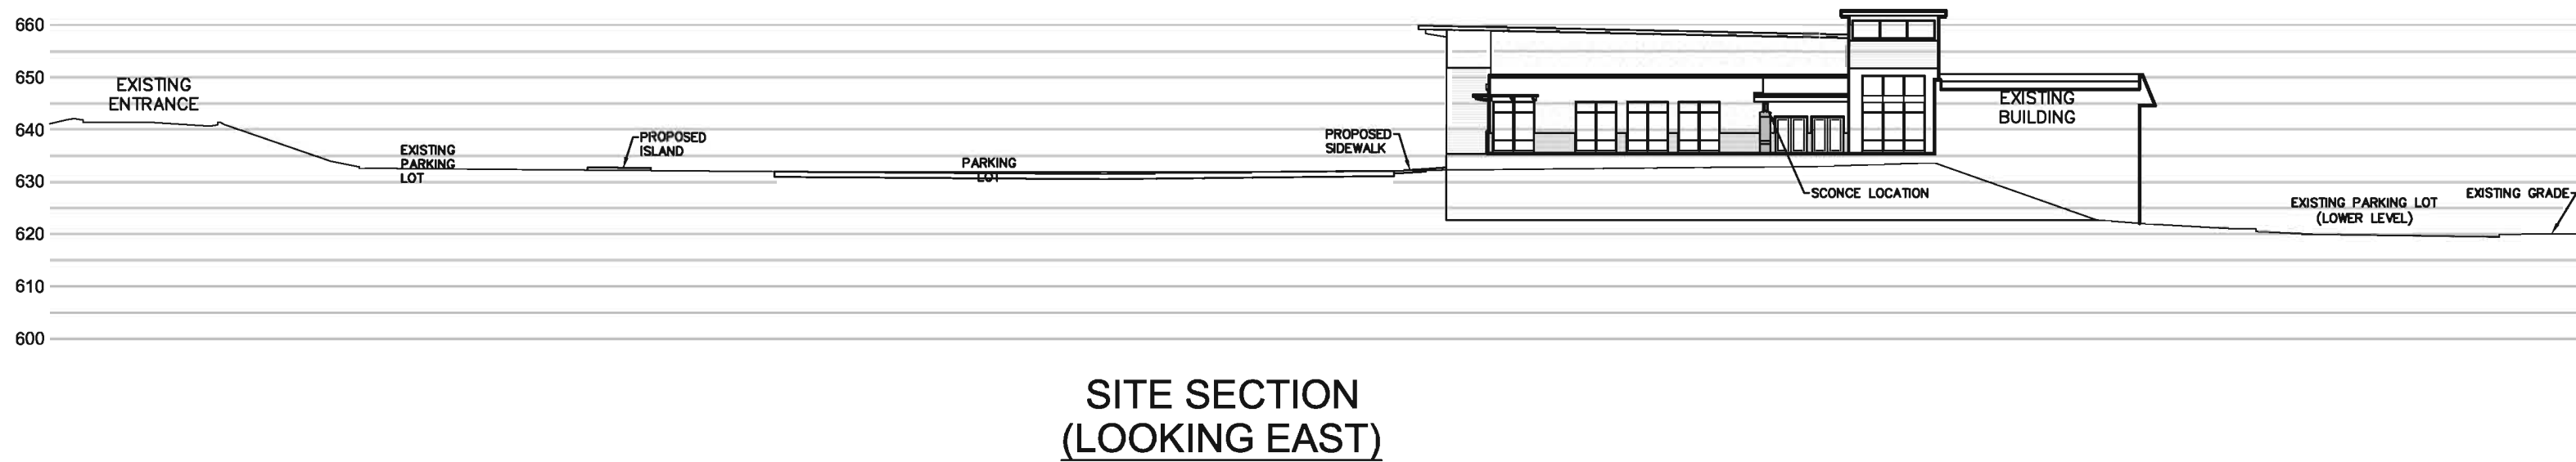 660
650
640
630
620
610
600
EXISTING
ENTRANCE
EXISTING
PARKING
LOT
PROPOSED
ISLAND
PARKING
LOT
PROPOSED
SIDEWALK
EXISTING
BUILDING
SCONCE LOCATION
EXISTING PARKING LOT
(LOWER LEVEL)
EXISTING GRADE
SITE SECTION
(LOOKING EAST)